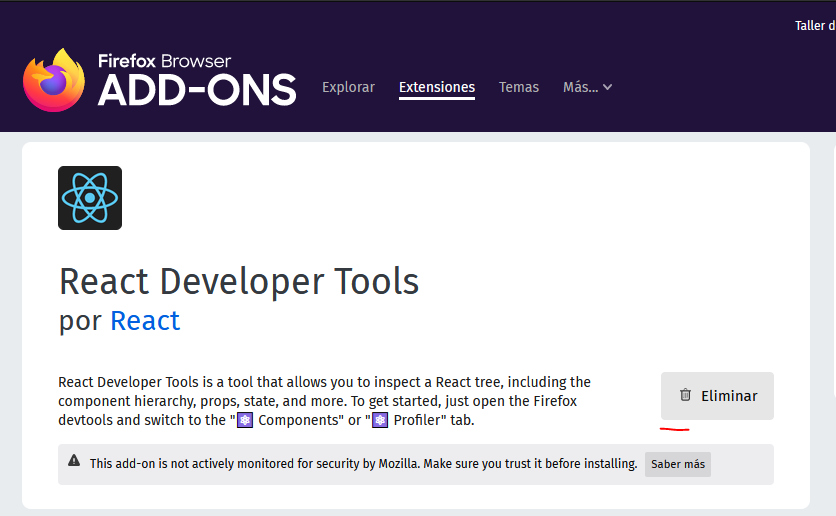 Taller d
Firefox Browser
ADD-ONS
Explorar Extensiones Temas Más...
React Developer Tools
por React
React Developer Tools is a tool that allows you to inspect a React tree, including the
component hierarchy, props, state, and more. To get started, just open the Firefox
devtools and switch to the "⚛ Components" or "⚛ Profiler" tab.
Eliminar
This add-on is not actively monitored for security by Mozilla. Make sure you trust it before installing. Saber más